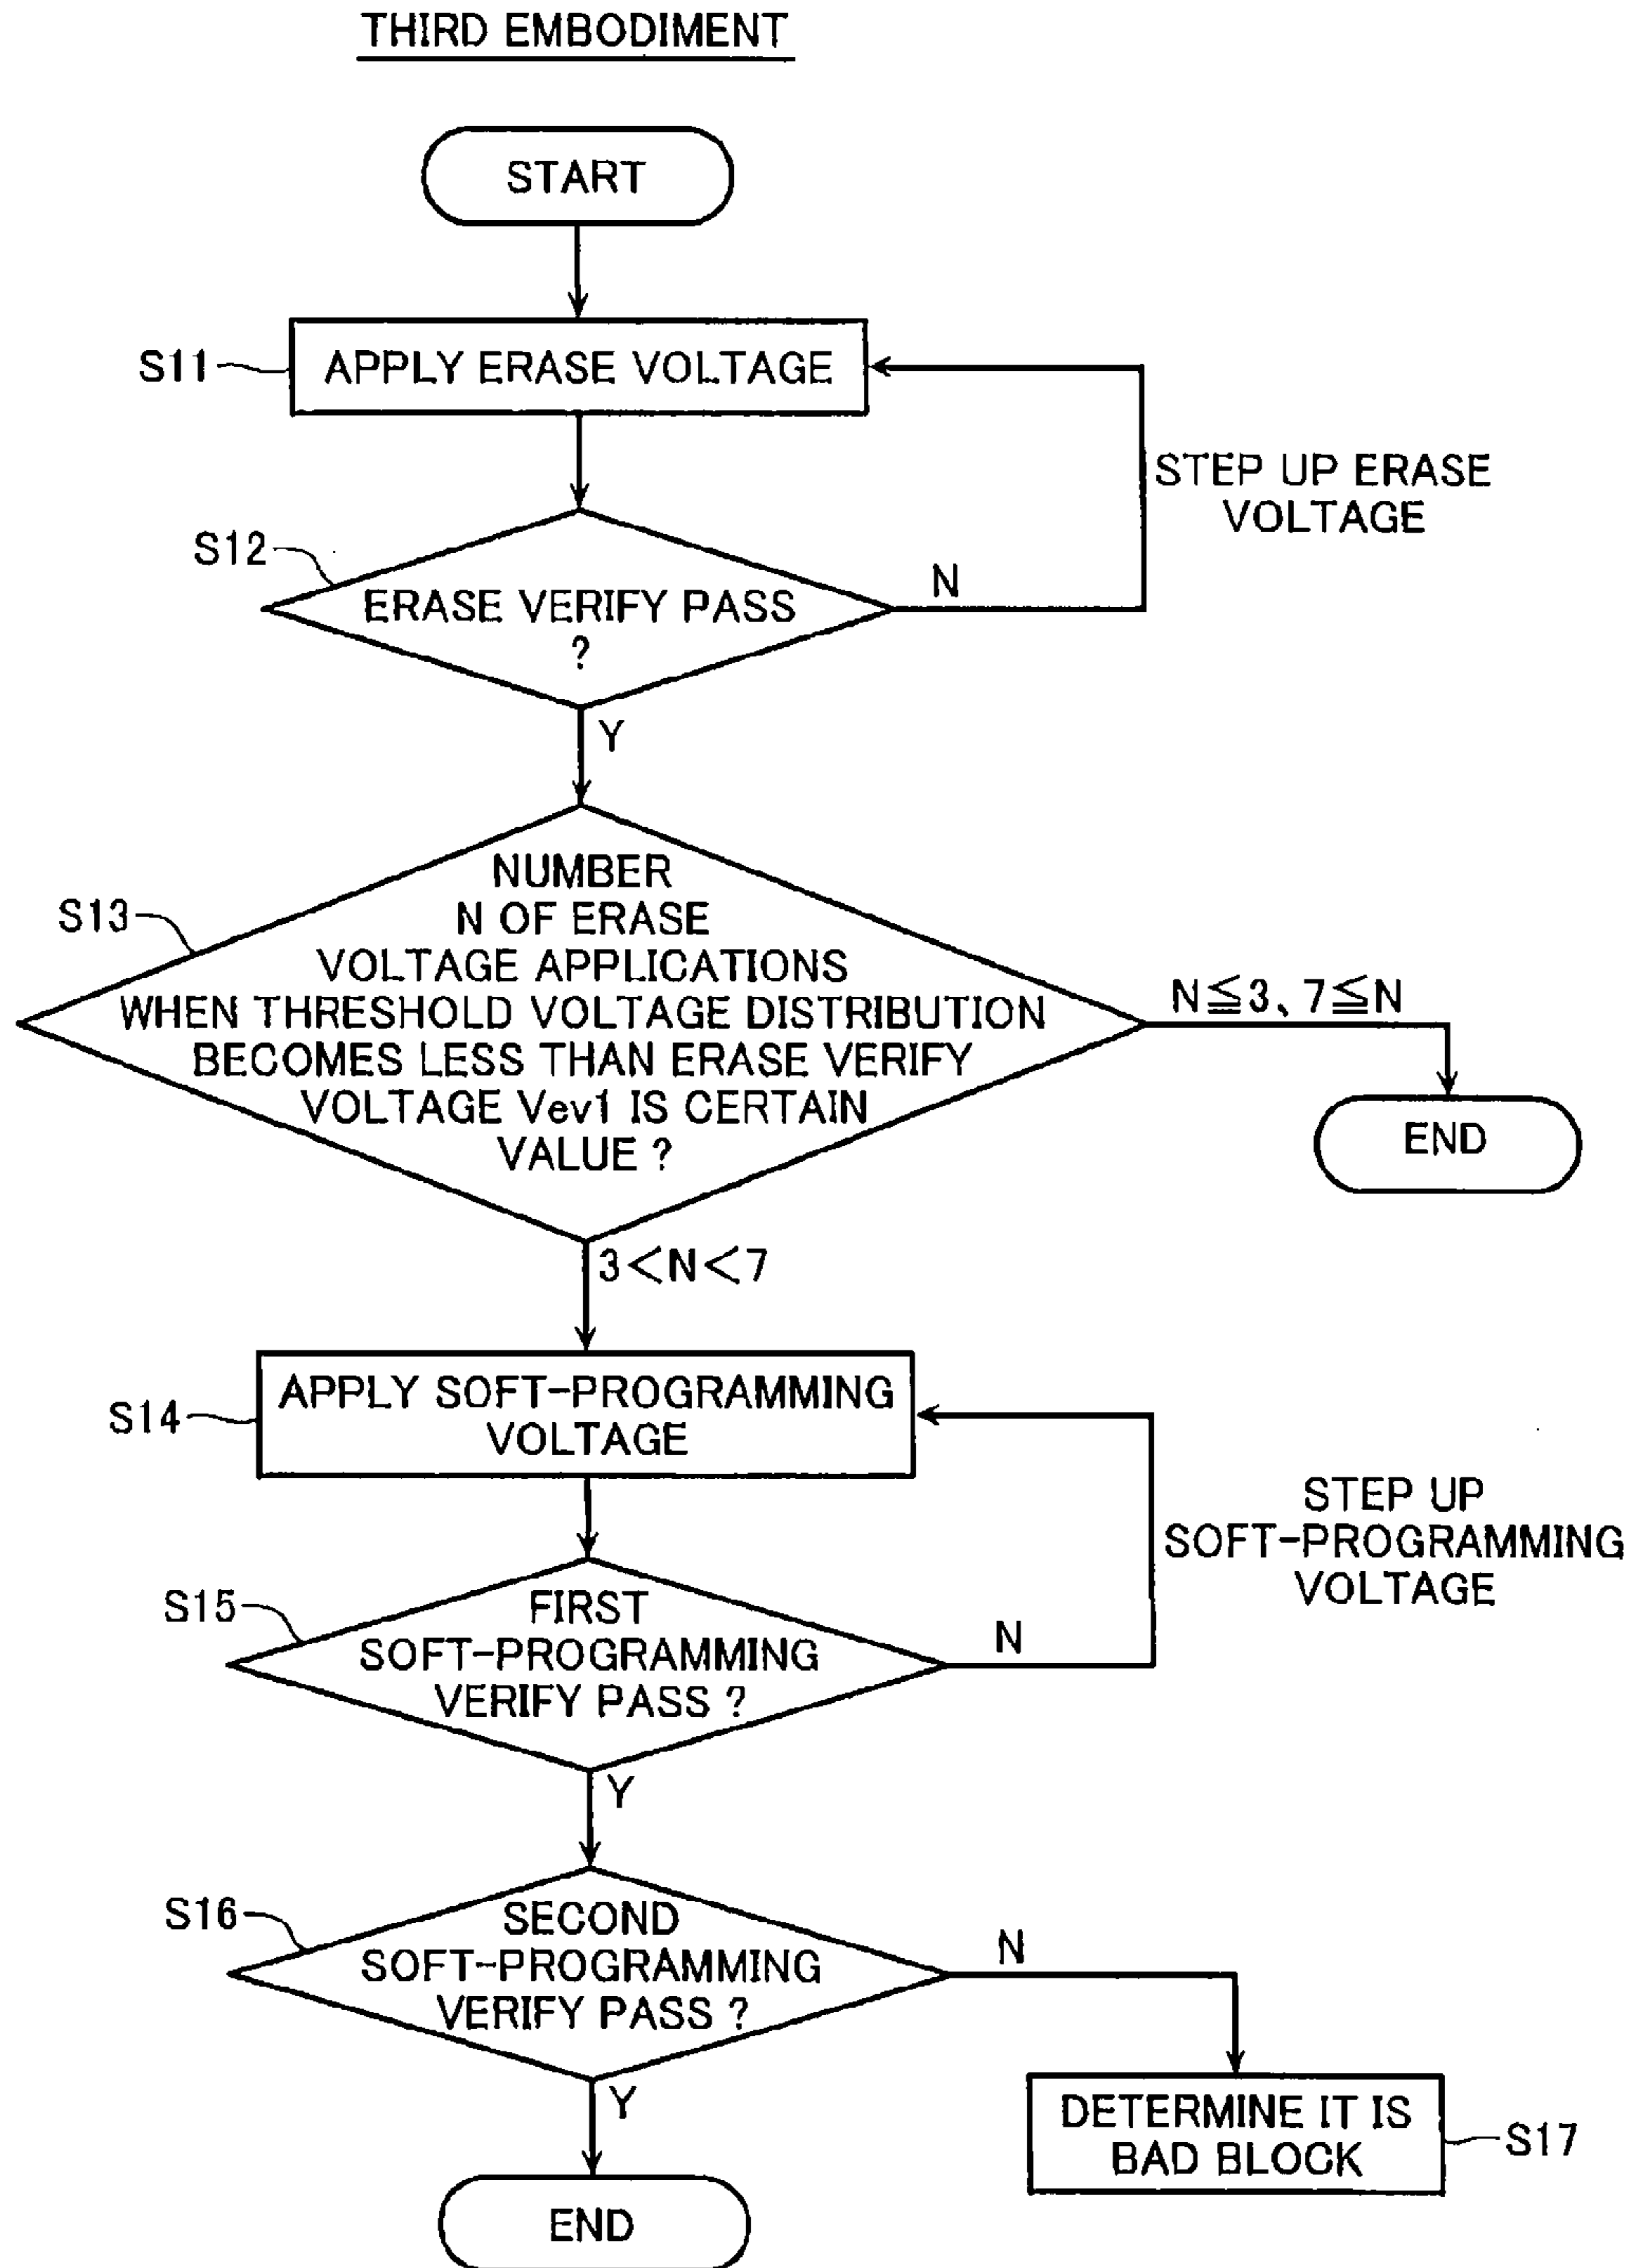 THIRD EMBODIMENT
START
S11
APPLY ERASE VOLTAGE
STEP UP ERASE
VOLTAGE
S12
ERASE VERIFY PASS
?
N
Y
S13
NUMBER
N OF ERASE
VOLTAGE APPLICATIONS
WHEN THRESHOLD VOLTAGE DISTRIBUTION
BECOMES LESS THAN ERASE VERIFY
VOLTAGE Vev1 IS CERTAIN
VALUE ?
N≦3、7≦N
END
3<N<7
S14
APPLY SOFT-PROGRAMMING
VOLTAGE
STEP UP
SOFT-PROGRAMMING
VOLTAGE
S15
FIRST
SOFT-PROGRAMMING
VERIFY PASS ?
N
Y
S16
SECOND
SOFT-PROGRAMMING
VERIFY PASS ?
N
Y
DETERMINE IT IS
BAD BLOCK
S17
END